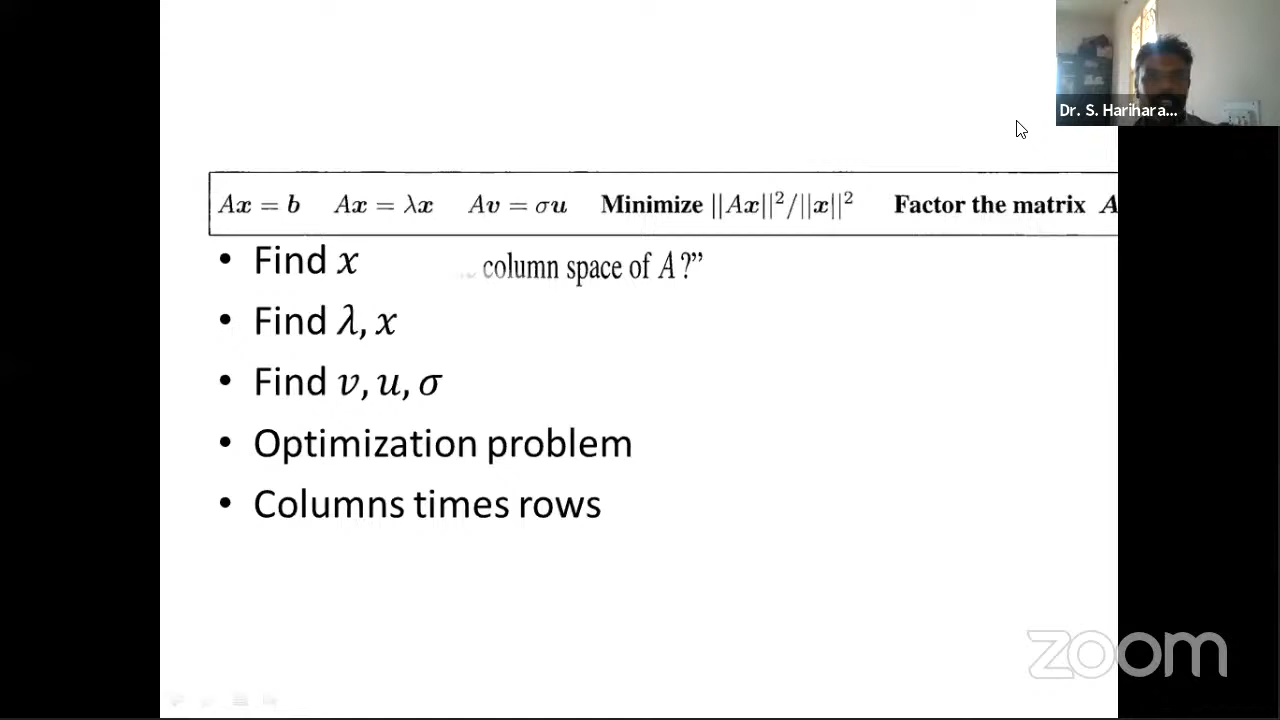 Dr. S. Harihara...
Ax = b Ax = λx Av = σu Minimize ||Ax||²/||x||² Factor the matrix A
• Find x
column space of A?”
• Find λ, x
• Find v, u, σ
• Optimization problem
• Columns times rows
zoom